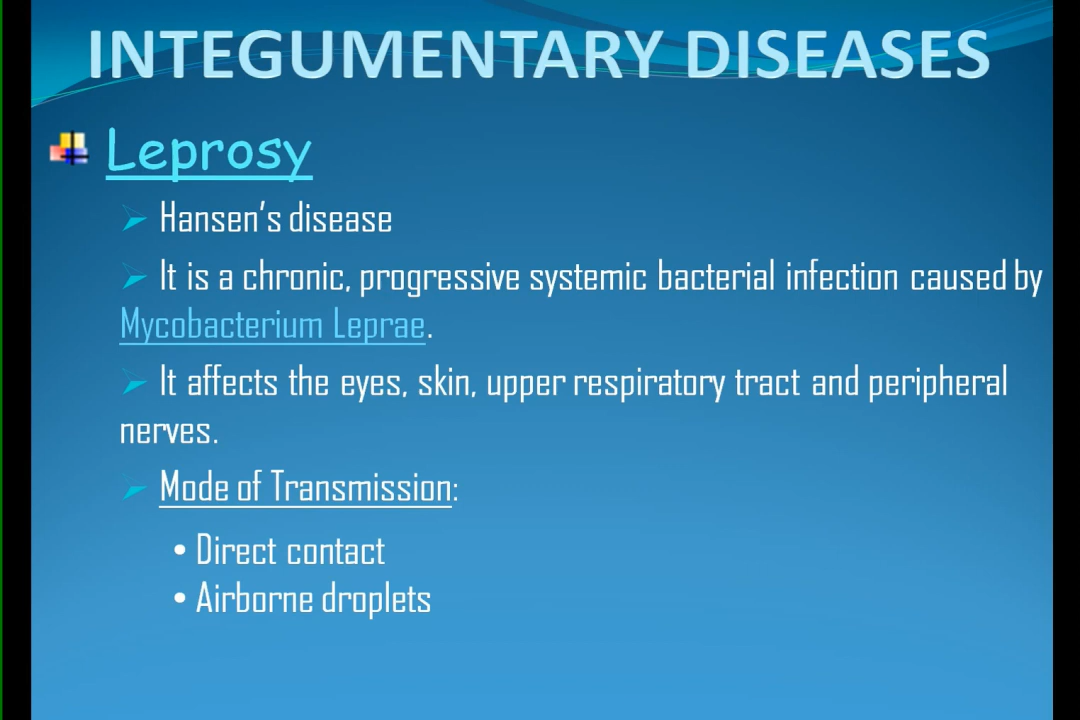 INTEGUMENTARY DISEASES
Leprosy
➢ Hansen's disease
➢ It is a chronic, progressive systemic bacterial infection caused by
Mycobacterium Leprae.
➢ It affects the eyes, skin, upper respiratory tract and peripheral
nerves.
➢ Mode of Transmission:
• Direct contact
• Airborne droplets